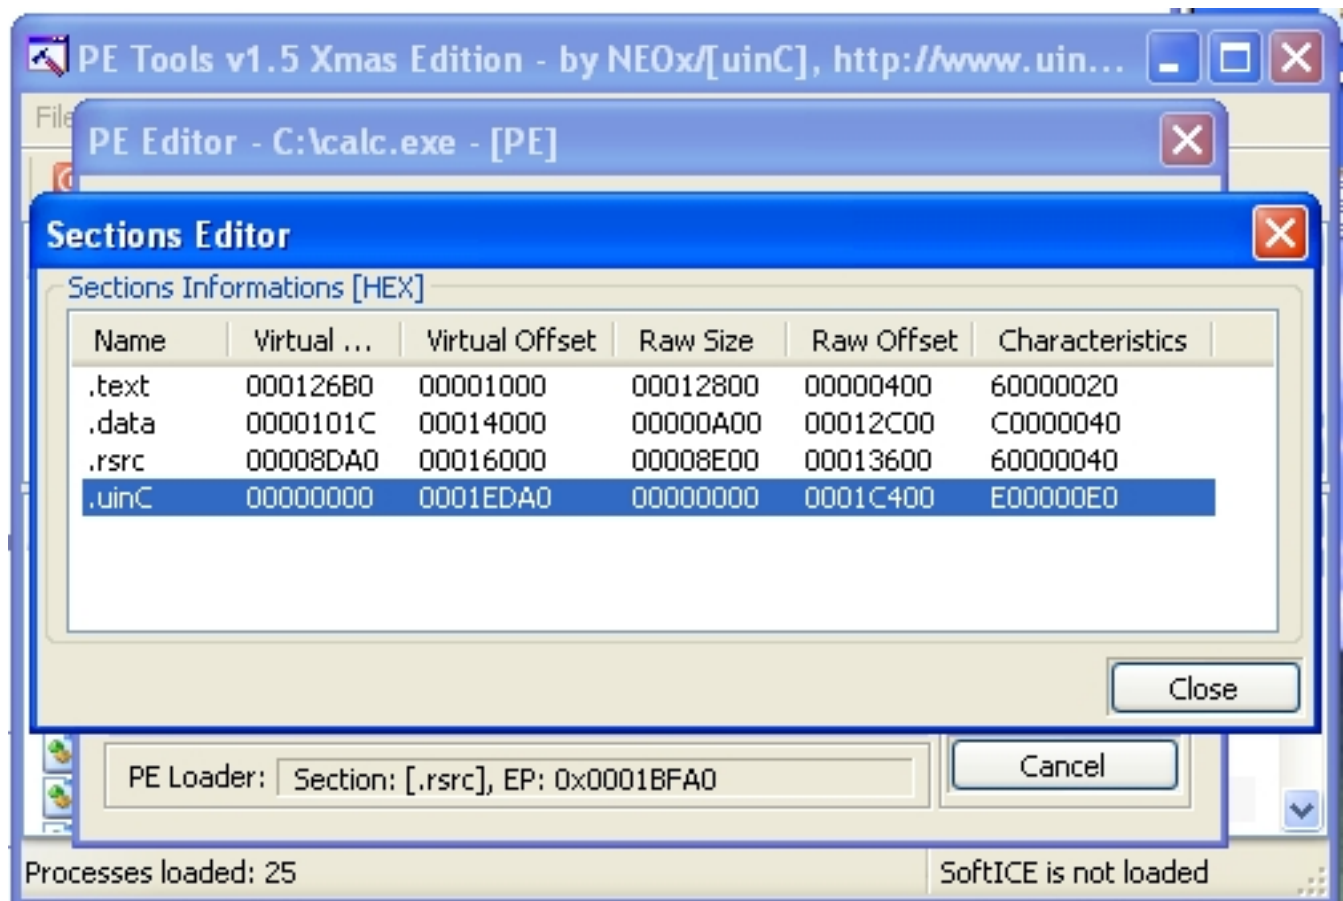 PE Tools v1.5 Xmas Edition - by NEOx/[uinC], http://www.uin...
File
PE Editor - C:\calc.exe - [PE]
Sections Editor
Sections Informations [HEX]
Name Virtual ... Virtual Offset Raw Size Raw Offset Characteristics
.text 000126B0 00001000 00012800 00000400 60000020
.data 0000101C 00014000 00000A00 00012C00 C0000040
.rsrc 00008DA0 00016000 00008E00 00013600 60000040
.uinC 00000000 0001EDA0 00000000 0001C400 E00000E0
Close
PE Loader: Section: [.rsrc], EP: 0x0001BFA0
Cancel
Processes loaded: 25 SoftICE is not loaded